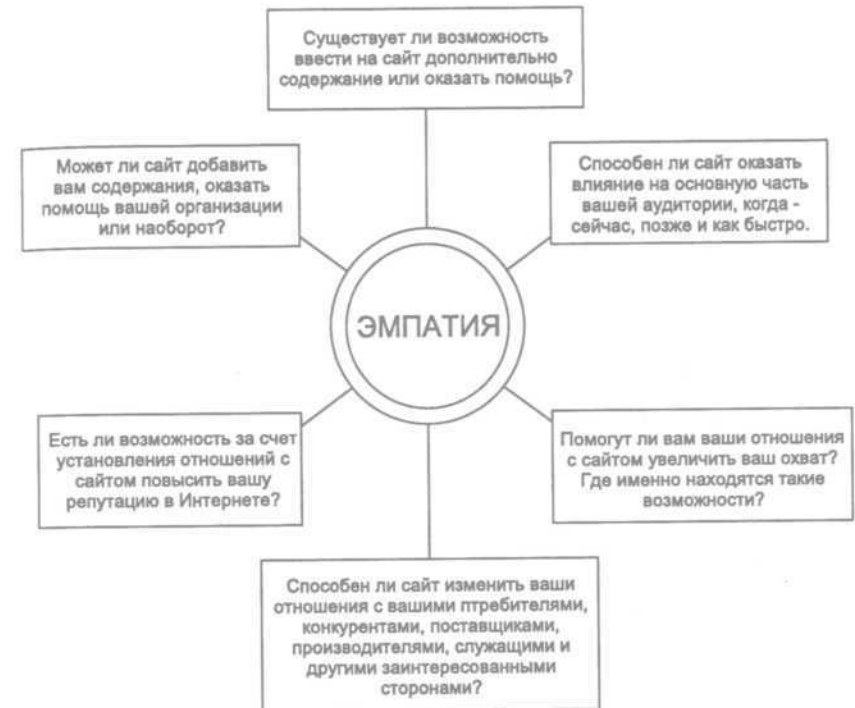 Существует ли возможность
ввести на сайт дополнительно
содержание или оказать помощь?
Может ли сайт добавить
вам содержания, оказать
помощь вашей организации
или наоборот?
Способен ли сайт оказать
влияние на основную часть
вашей аудитории, когда -
сейчас, позже и как быстро.
ЭМПАТИЯ
Есть ли возможность за счет
установления отношений с
сайтом повысить вашу
репутацию в Интернете?
Помогут ли вам ваши отношения
с сайтом увеличить ваш охват?
Где именно находятся такие
возможности?
Способен ли сайт изменить ваши
отношения с вашими птребителями,
конкурентами, поставщиками,
производителями, служащими и
другими заинтересованными
сторонами?